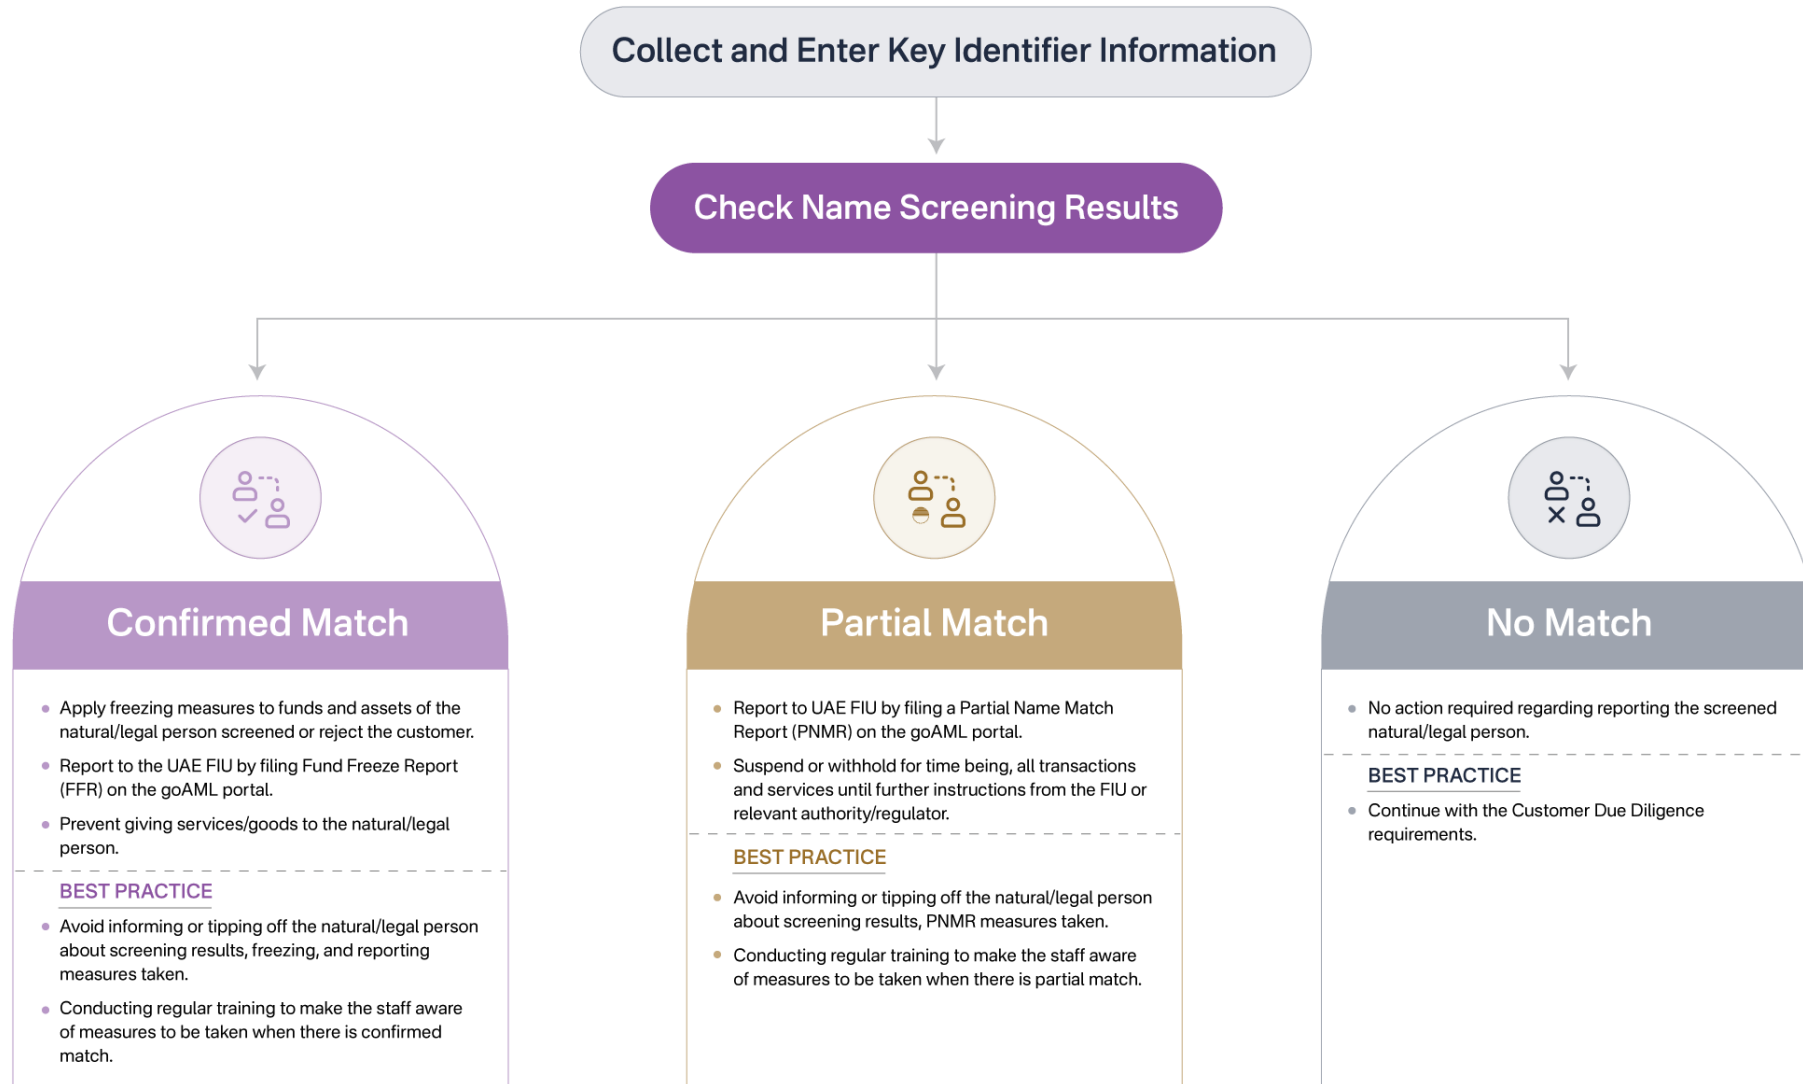 Collect and Enter Key Identifier Information
Check Name Screening Results
Confirmed Match
Apply freezing measures to funds and assets of the
natural/legal person screened or reject the customer.
Report to the UAE FIU by filing Fund Freeze Report
(FFR) on the goAML portal.
Prevent giving services/goods to the natural/legal
person.
BEST PRACTICE
Avoid informing or tipping off the natural/legal person
about screening results, freezing, and reporting
measures taken.
Conducting regular training to make the staff aware
of measures to be taken when there is confirmed
match.
Partial Match
Report to UAE FIU by filing a Partial Name Match
Report (PNMR) on the goAML portal.
Suspend or withhold for time being, all transactions
and services until further instructions from the FIU or
relevant authority/regulator.
BEST PRACTICE
Avoid informing or tipping off the natural/legal person
about screening results, PNMR measures taken.
Conducting regular training to make the staff aware
of measures to be taken when there is partial match.
No Match
No action required regarding reporting the screened
natural/legal person.
BEST PRACTICE
Continue with the Customer Due Diligence
requirements.